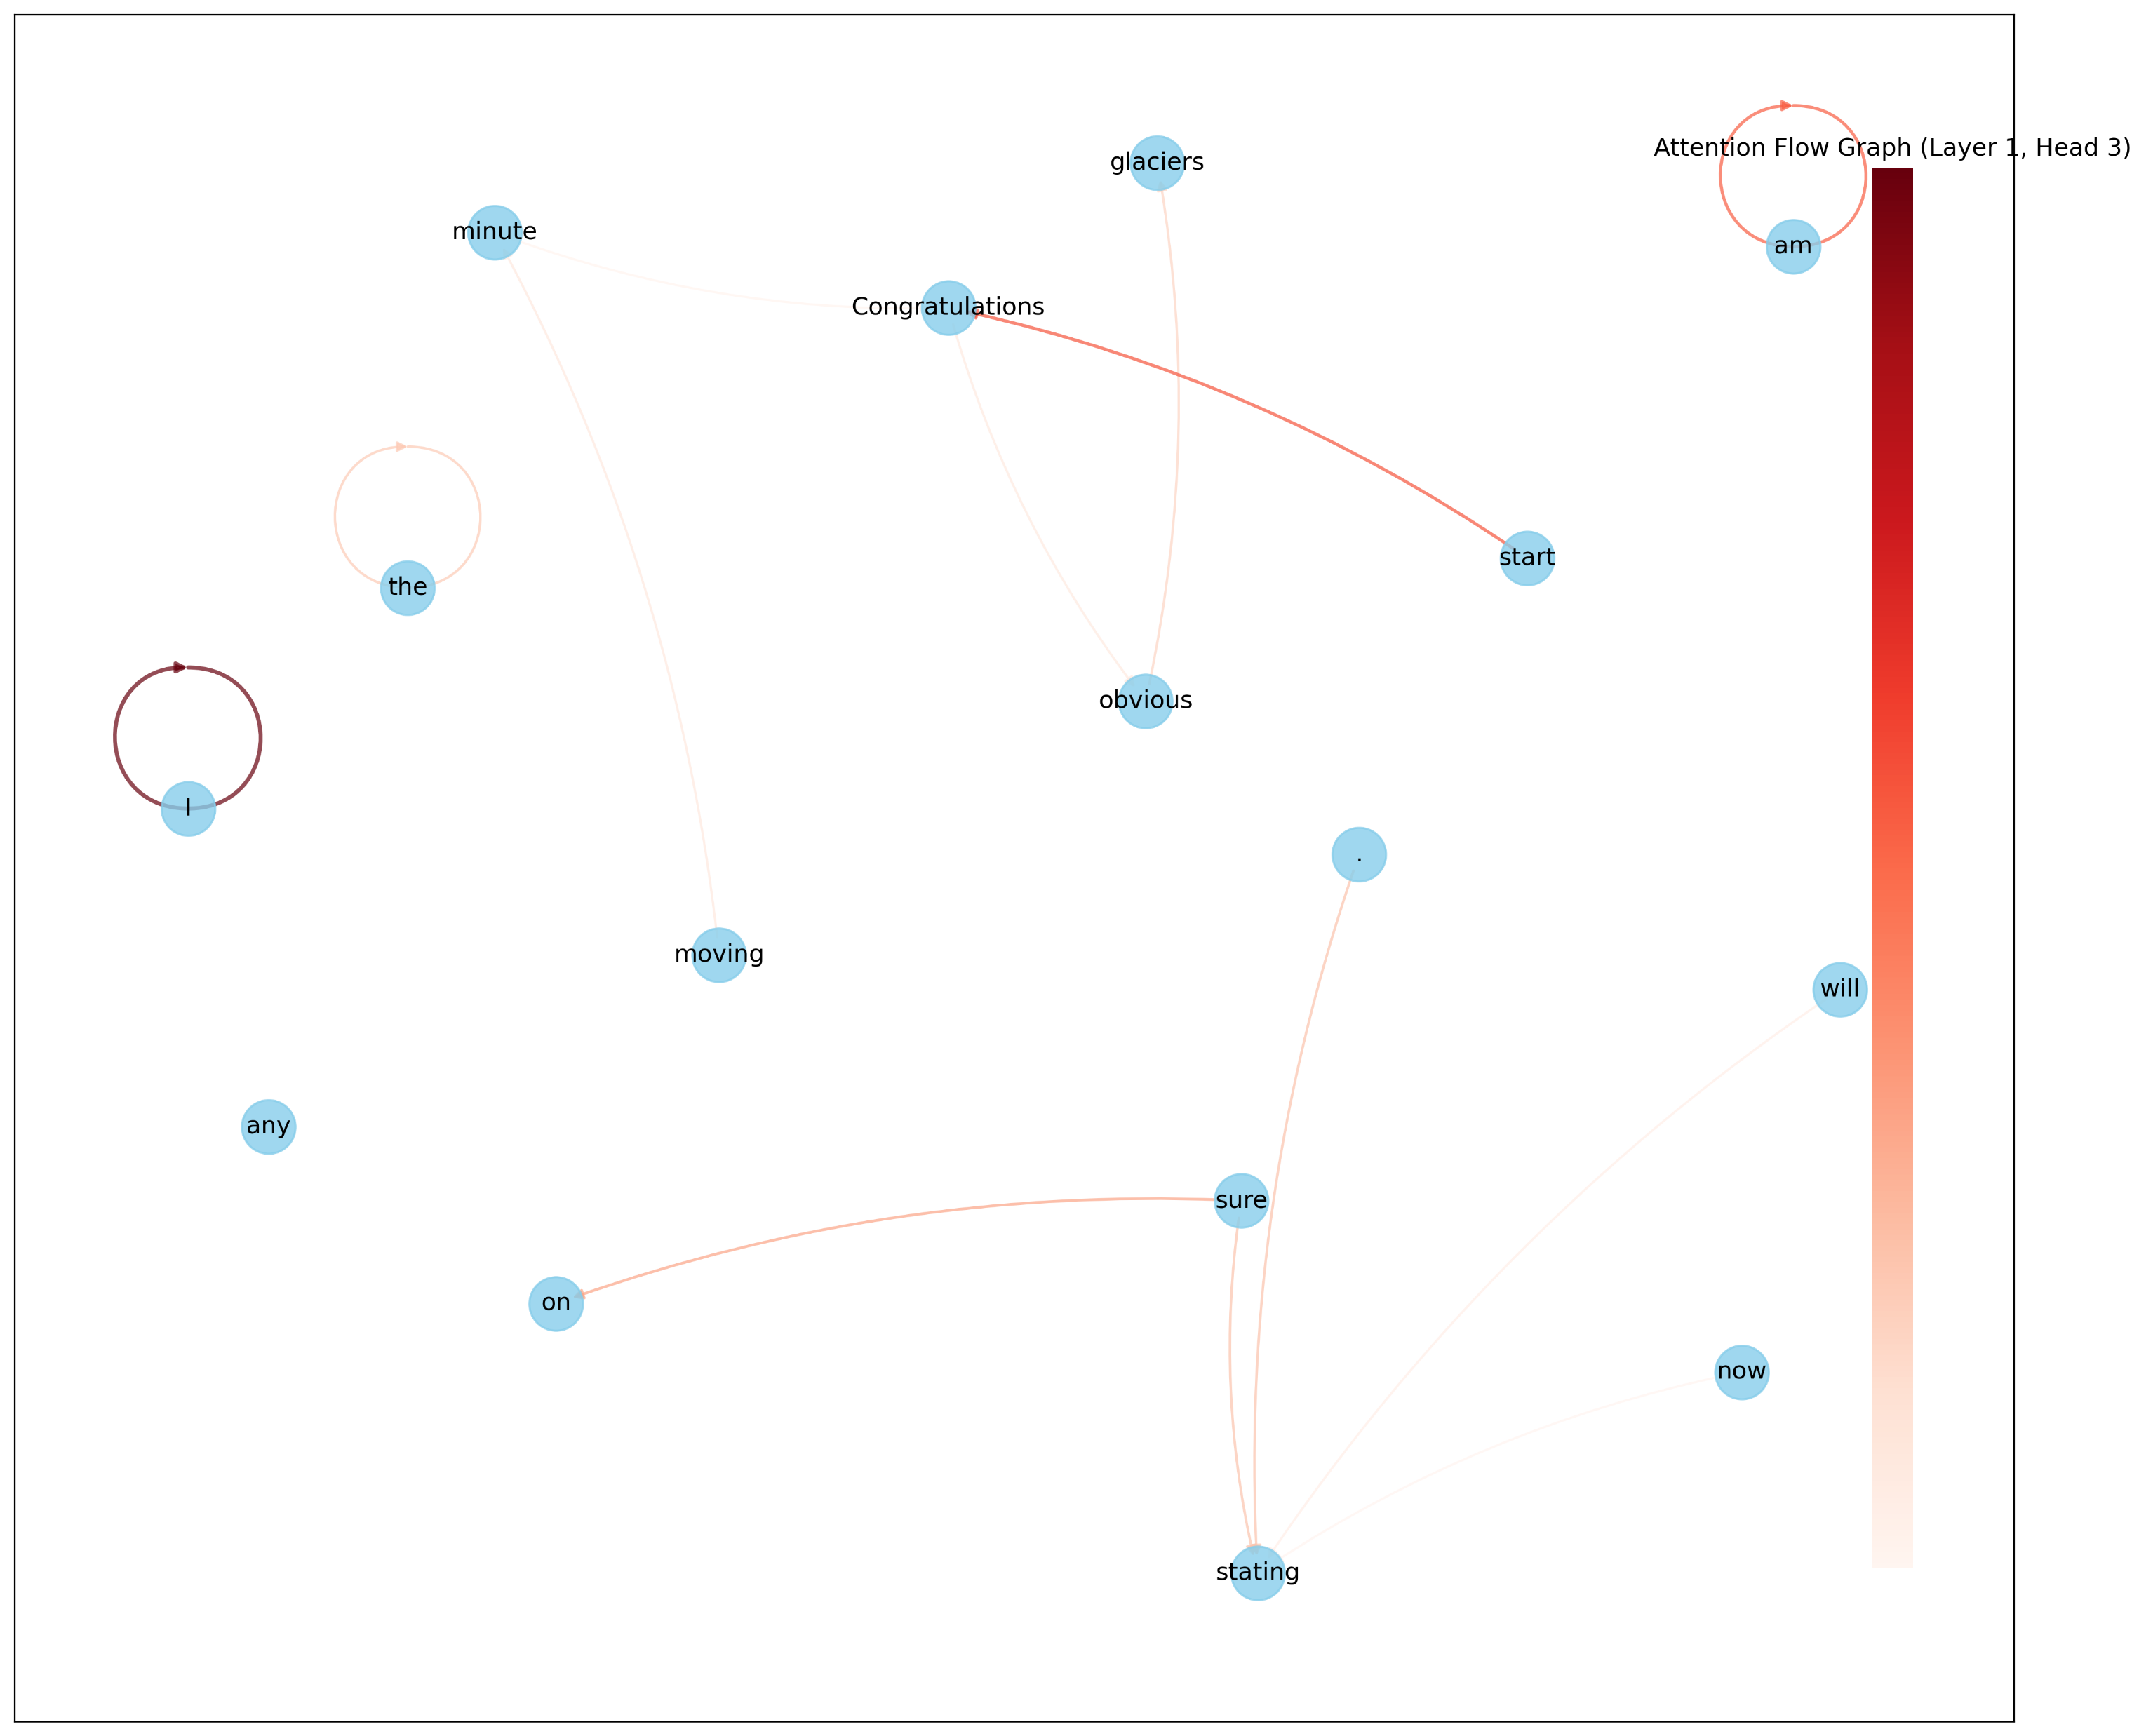 Attention Flow Graph (Layer 1, Head 3)
glaciers
minute
am
Congratulations
start
the
obvious
I
.
moving
will
any
sure
on
now
stating